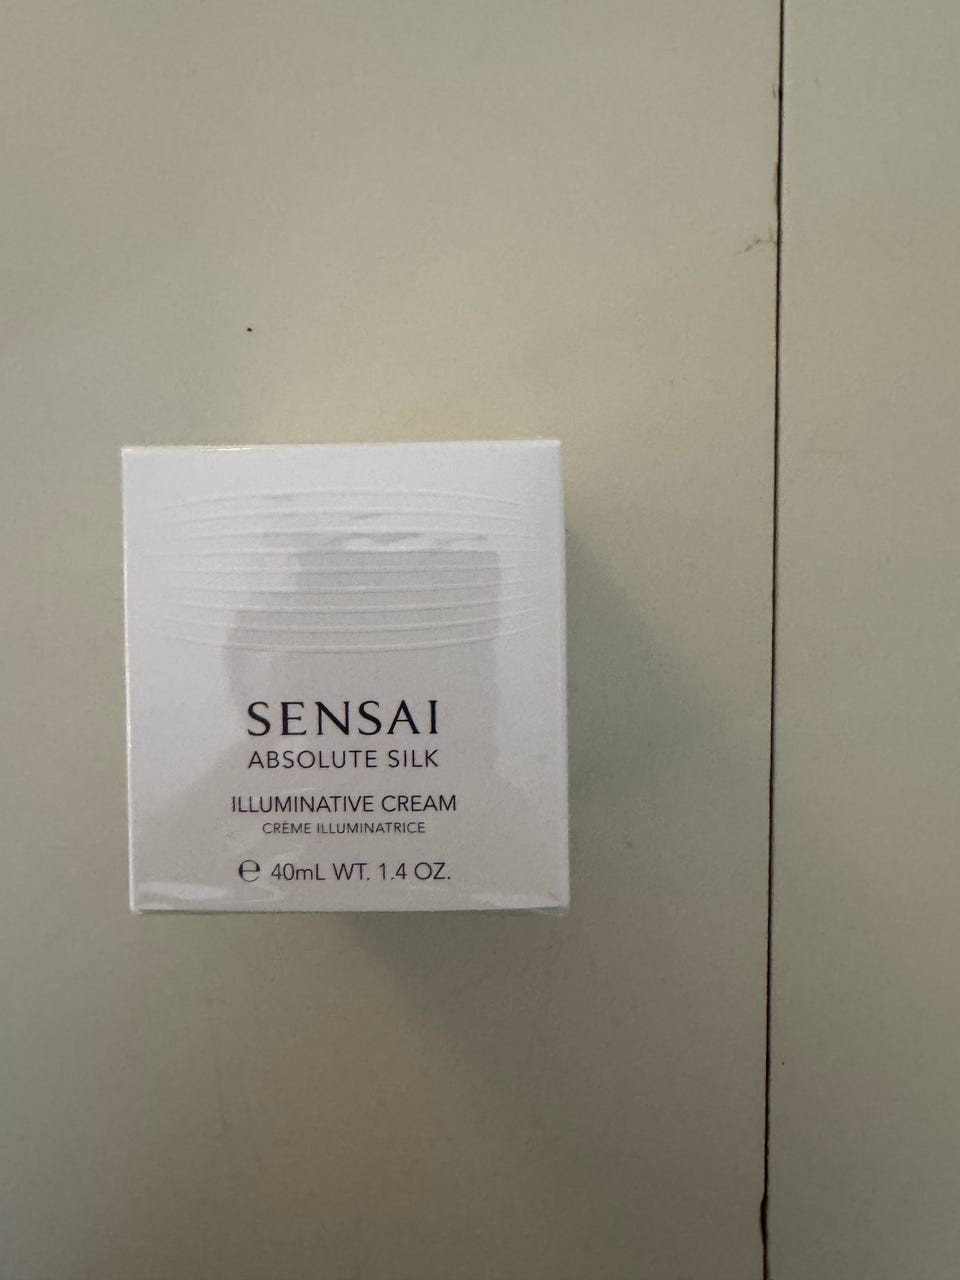 SENSAI
ABSOLUTE SILK
ILLUMINATIVE CREAM
CRÈME ILLUMINATRICE
℮ 40mL WT. 1.4 OZ.